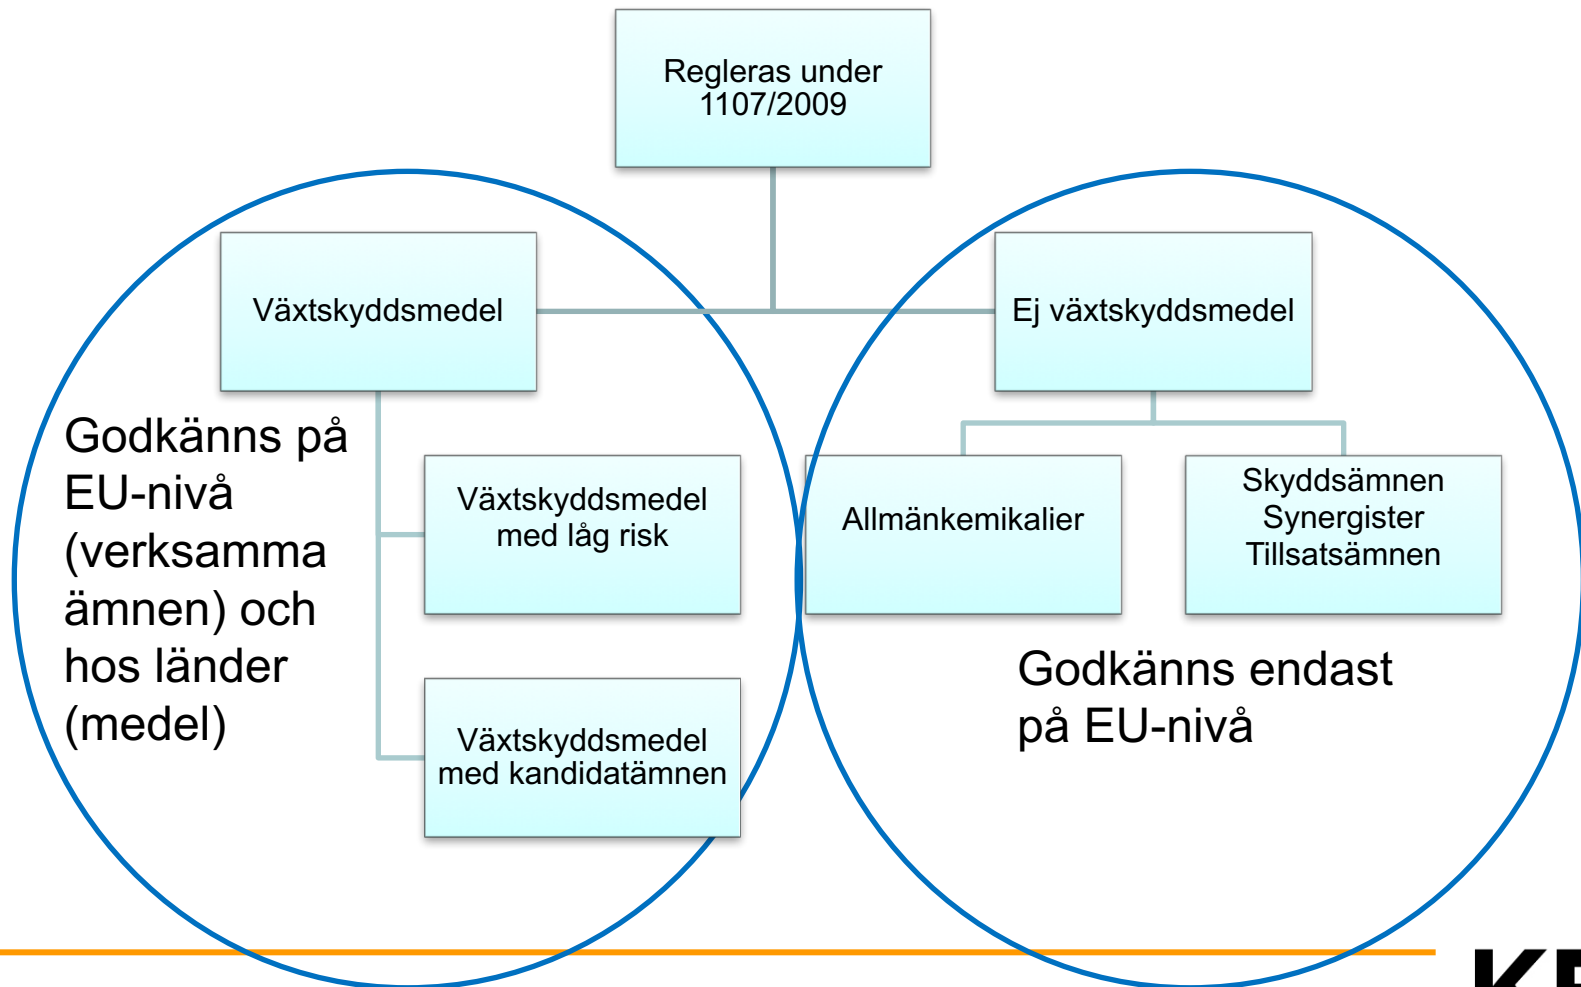 Regleras under
1107/2009
Växtskyddsmedel
Ej växtskyddsmedel
Godkänns på
EU-nivå
(verksamma
ämnen) och
hos länder
(medel)
Växtskyddsmedel
med låg risk
Växtskyddsmedel
med kandidatämnen
Allmänkemikalier
Skyddsämnen
Synergister
Tillsatsämnen
Godkänns endast
på EU-nivå